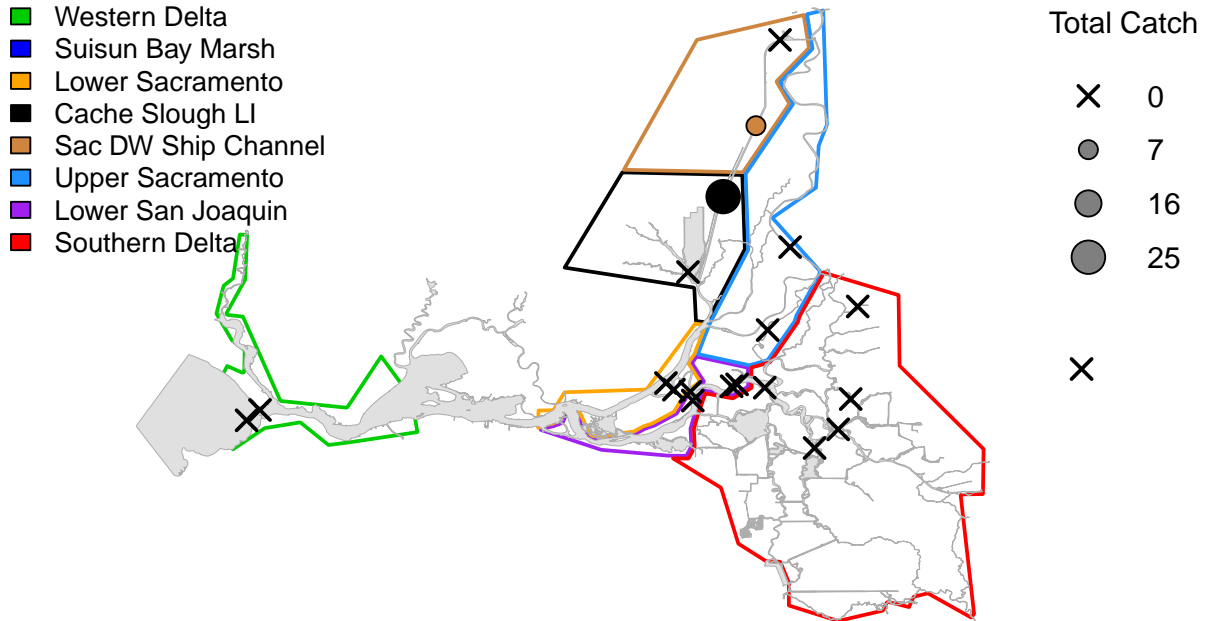 Western Delta
Suisun Bay Marsh
Lower Sacramento
Cache Slough LI
Sac DW Ship Channel
Upper Sacramento
Lower San Joaquin
Southern Delta
Total Catch
0
7
16
25